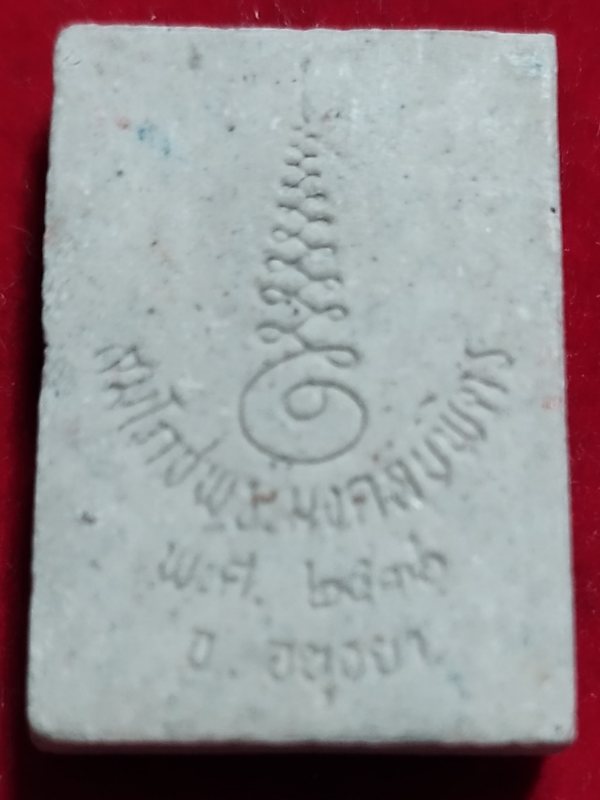 สมโภชพระมงคลบพิตร
พ.ศ. ๒๕๓๖
จ. อยุธยา